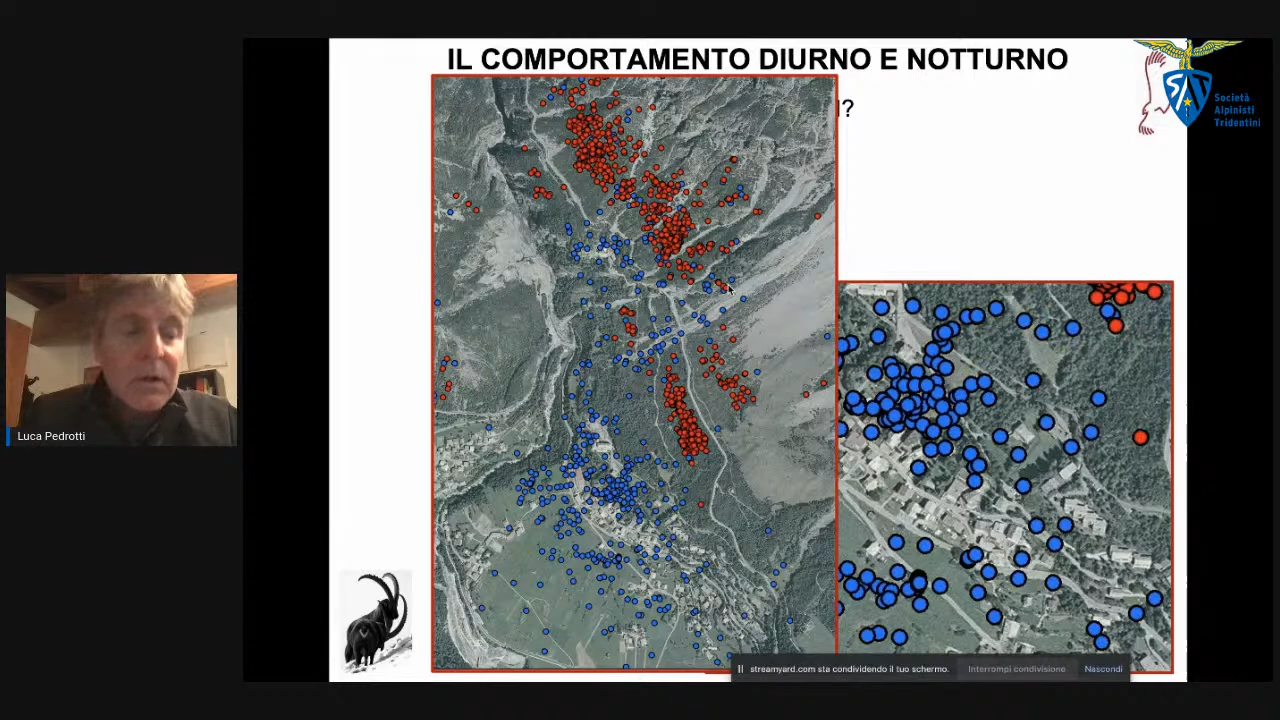 IL COMPORTAMENTO DIURNO E NOTTURNO
I?
SAT
Società
Alpinisti
Tridentini
Luca Pedrotti
streamyard.com sta condividendo il tuo schermo.
Interrompi condivisione
Nascondi